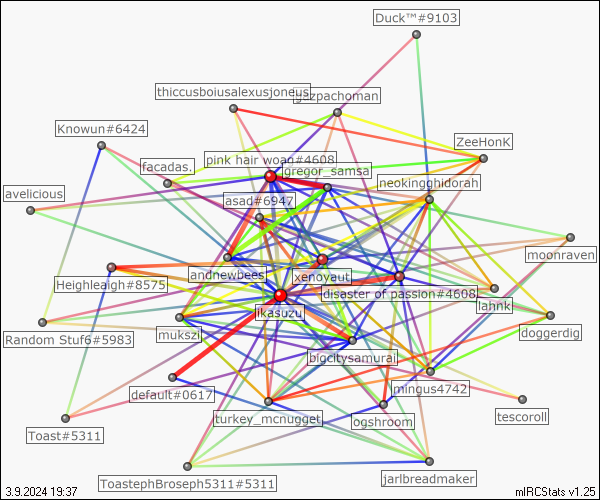 Duck™#9103
thiccusboiusalexusjoneus
gazpachoman
Knowun#6424
ZeeHonK
pink hair woan#4608
facadas.
gregor_samsa
neokingghidorah
avelicious
asad#6947
moonraven
andnewbees
xenoyaut
Heighleaigh#8575
disaster of passion#4608
lahnk
ikasuzu
doggerdig
Random Stuf6#5983
mukszi
bigcitysamurai
default#0617
mingus4742
turkey_mcnugget
ogshroom
tescoroll
Toast#5311
ToastephBroseph5311#5311
jarlbreadmaker
3.9.2024 19:37
mIRCStats v1.25